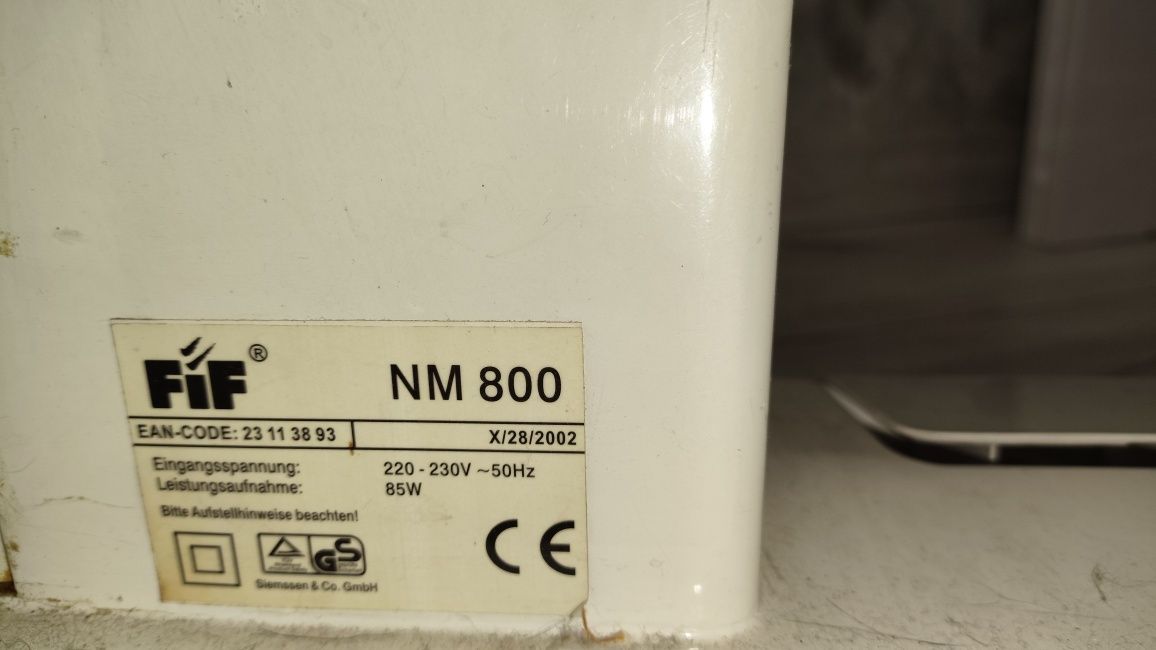 FiF ®
NM 800
EAN-CODE: 23 11 38 93
X/28/2002
Eingangsspannung: 220 - 230V ~50Hz
Leistungsaufnahme: 85W
Bitte Aufstellhinweise beachten!
GS
CE
Siemssen & Co. GmbH